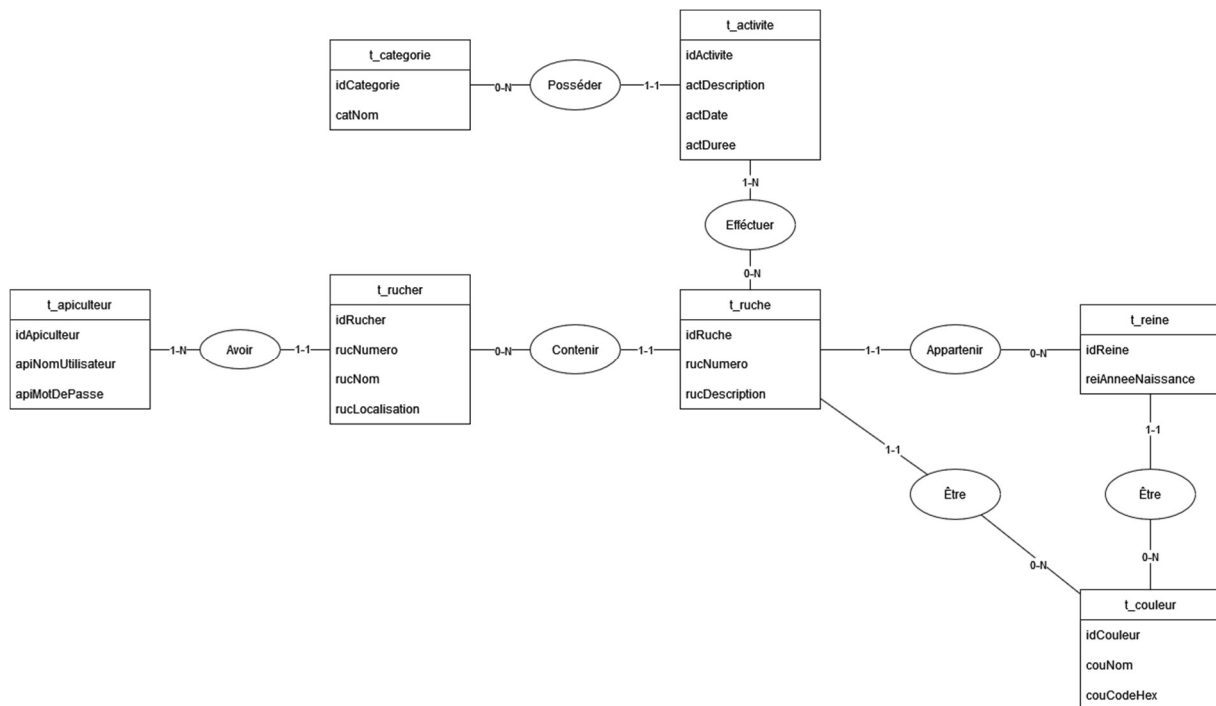 t_activite
idActivite
actDescription
actDate
actDuree
t_categorie
idCategorie
catNom
0-N
Posséder
1-1
1-N
Efféctuer
0-N
t_apiculteur
idApiculteur
apiNomUtilisateur
apiMotDePasse
1-N
Avoir
1-1
t_rucher
idRucher
rucNumero
rucNom
rucLocalisation
0-N
Contenir
1-1
t_ruche
idRuche
rucNumero
rucDescription
1-1
Appartenir
0-N
t_reine
idReine
reiAnneeNaissance
1-1
Être
0-N
1-1
Être
0-N
t_couleur
idCouleur
couNom
couCodeHex